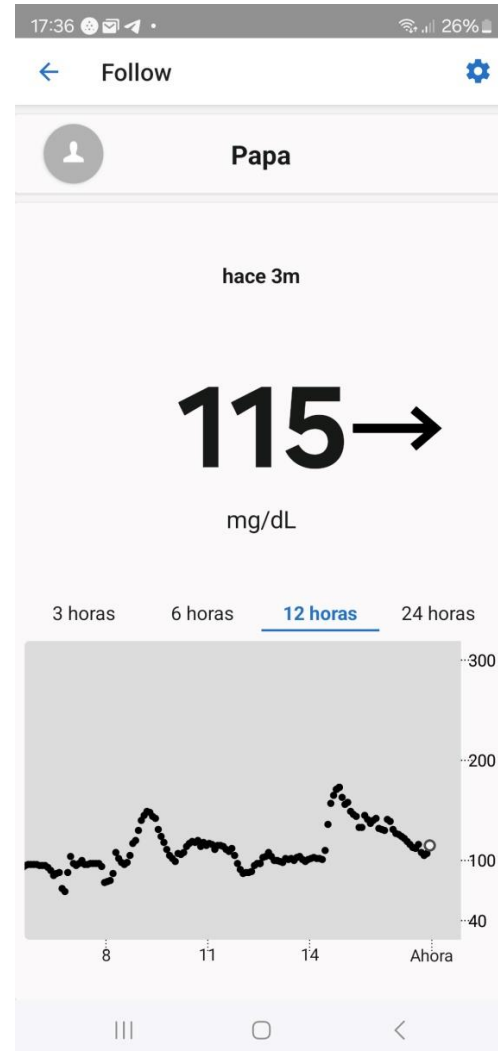 17:36 26%
Follow
Papa
hace 3m
115
mg/dL
3 horas 6 horas 12 horas 24 horas
300
200
100
40
8 11 14 Ahora